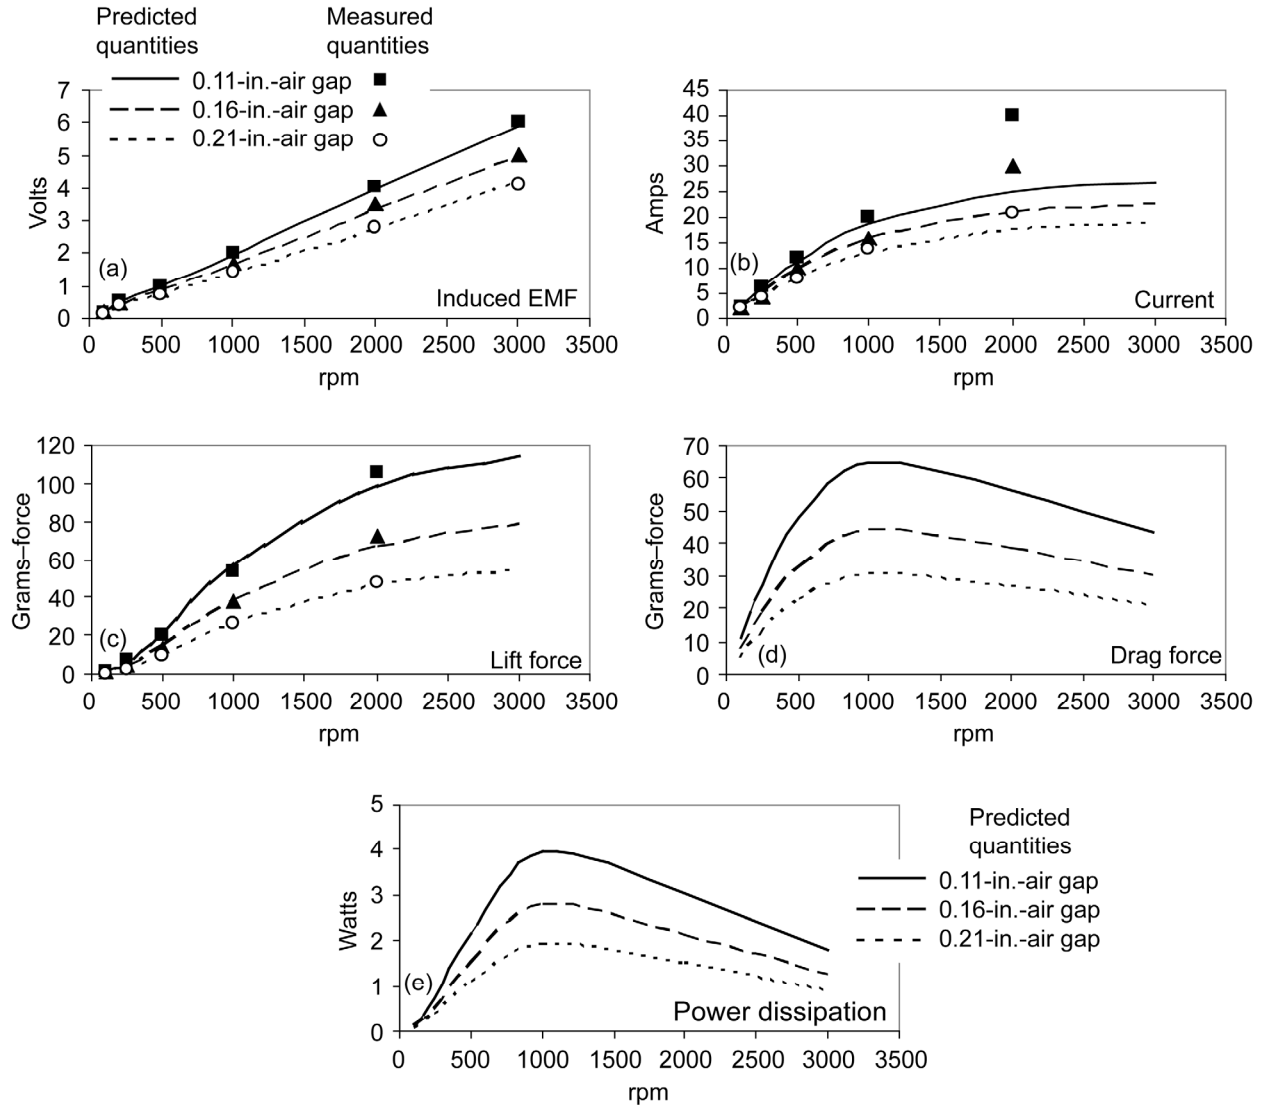 Predicted quantities
Measured quantities
0.11-in.-air gap
0.16-in.-air gap
0.21-in.-air gap
7
6
5
4
3
2
1
0
Volts
(a)
Induced EMF
0 500 1000 1500 2000 2500 3000 3500
rpm
45
40
35
30
25
20
15
10
5
0
Amps
(b)
Current
0 500 1000 1500 2000 2500 3000 3500
rpm
120
100
80
60
40
20
0
Grams–force
(c)
Lift force
0 500 1000 1500 2000 2500 3000 3500
rpm
70
60
50
40
30
20
10
0
Grams–force
(d)
Drag force
0 500 1000 1500 2000 2500 3000 3500
rpm
5
4
3
2
1
0
Watts
(e)
Power dissipation
0 500 1000 1500 2000 2500 3000 3500
rpm
Predicted
quantities
0.11-in.-air gap
0.16-in.-air gap
0.21-in.-air gap